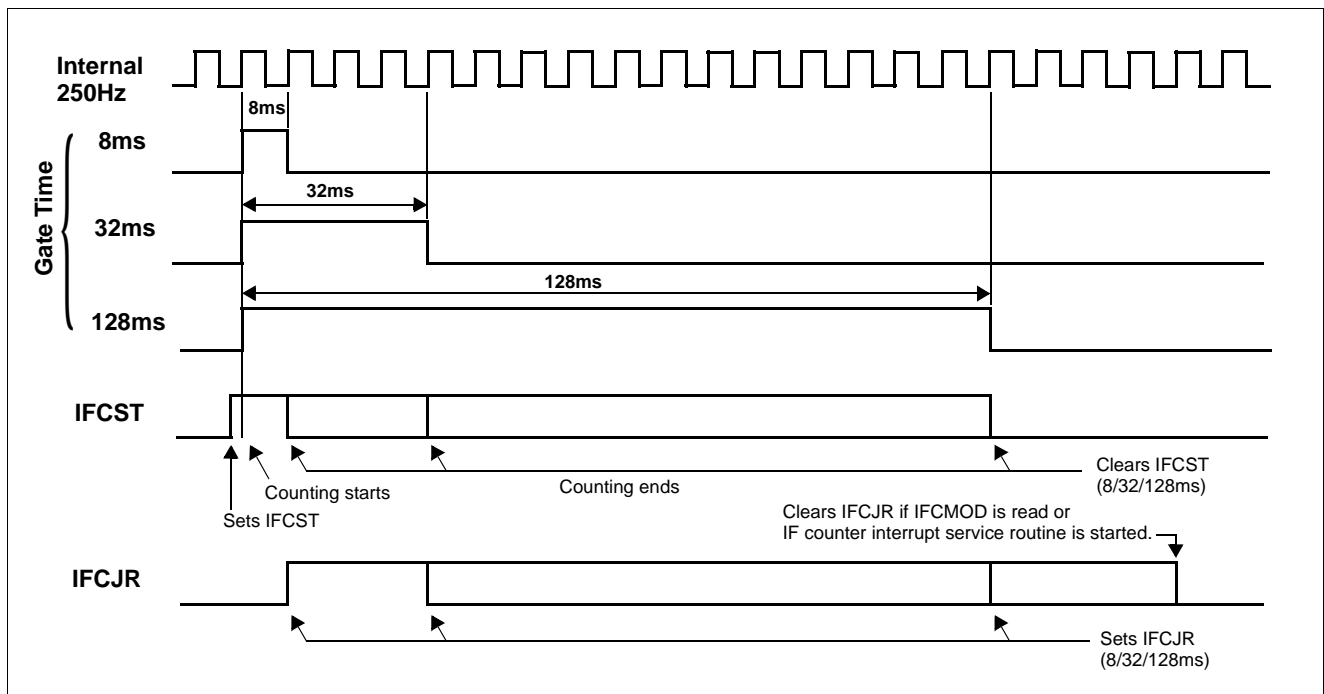 Internal
250Hz
8ms
8ms
32ms
32ms
128ms
128ms
Gate Time
IFCST
Counting starts
Sets IFCST
Counting ends
Clears IFCST
(8/32/128ms)
Clears IFCJR if IFCMOD is read or
IF counter interrupt service routine is started.
IFCJR
Sets IFCJR
(8/32/128ms)